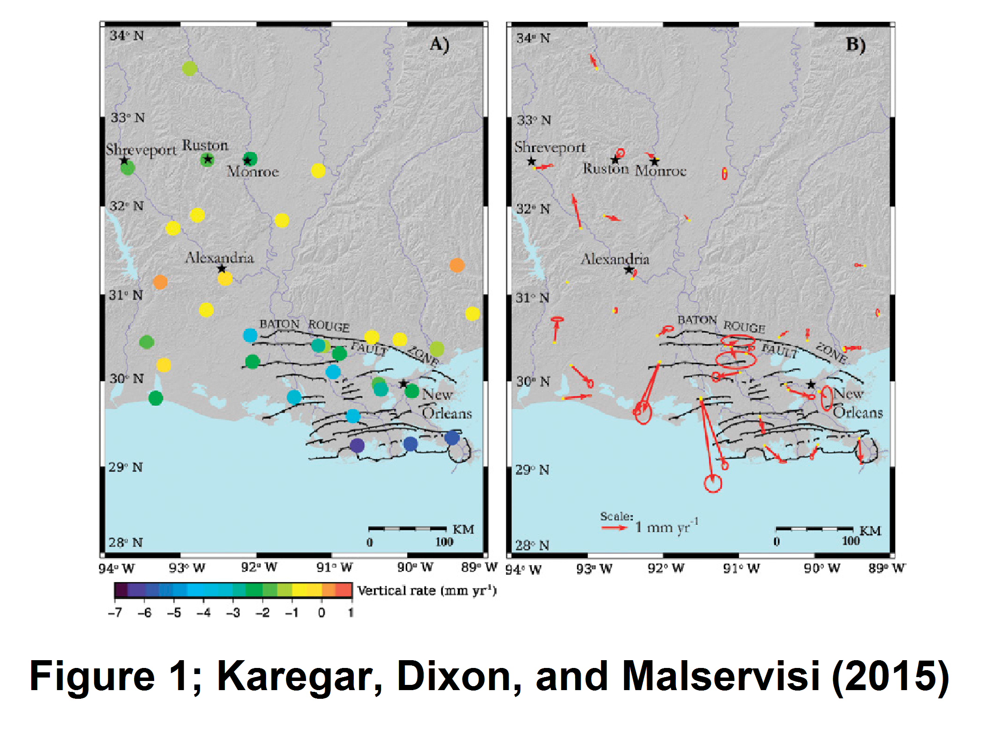 A)
34° N
33° N
Shreveport Ruston
Monroe
32° N
Alexandria
31° N
BATON ROUGE
FAULT ZONE
30° N
New
Orleans
29° N
KM
0 100
28° N
94° W 93° W 92° W 91° W 90° W 89° W
Vertical rate (mm yr⁻¹)
−7 −6 −5 −4 −3 −2 −1 0 1
B)
34° N
33° N
Shreveport
Ruston Monroe
32° N
Alexandria
31° N
BATON ROUGE
FAULT ZONE
30° N
New
Orleans
29° N
Scale:
1 mm yr⁻¹
KM
0 100
28° N
94° W 93° W 92° W 91° W 90° W 89° W
Figure 1; Karegar, Dixon, and Malservisi (2015)